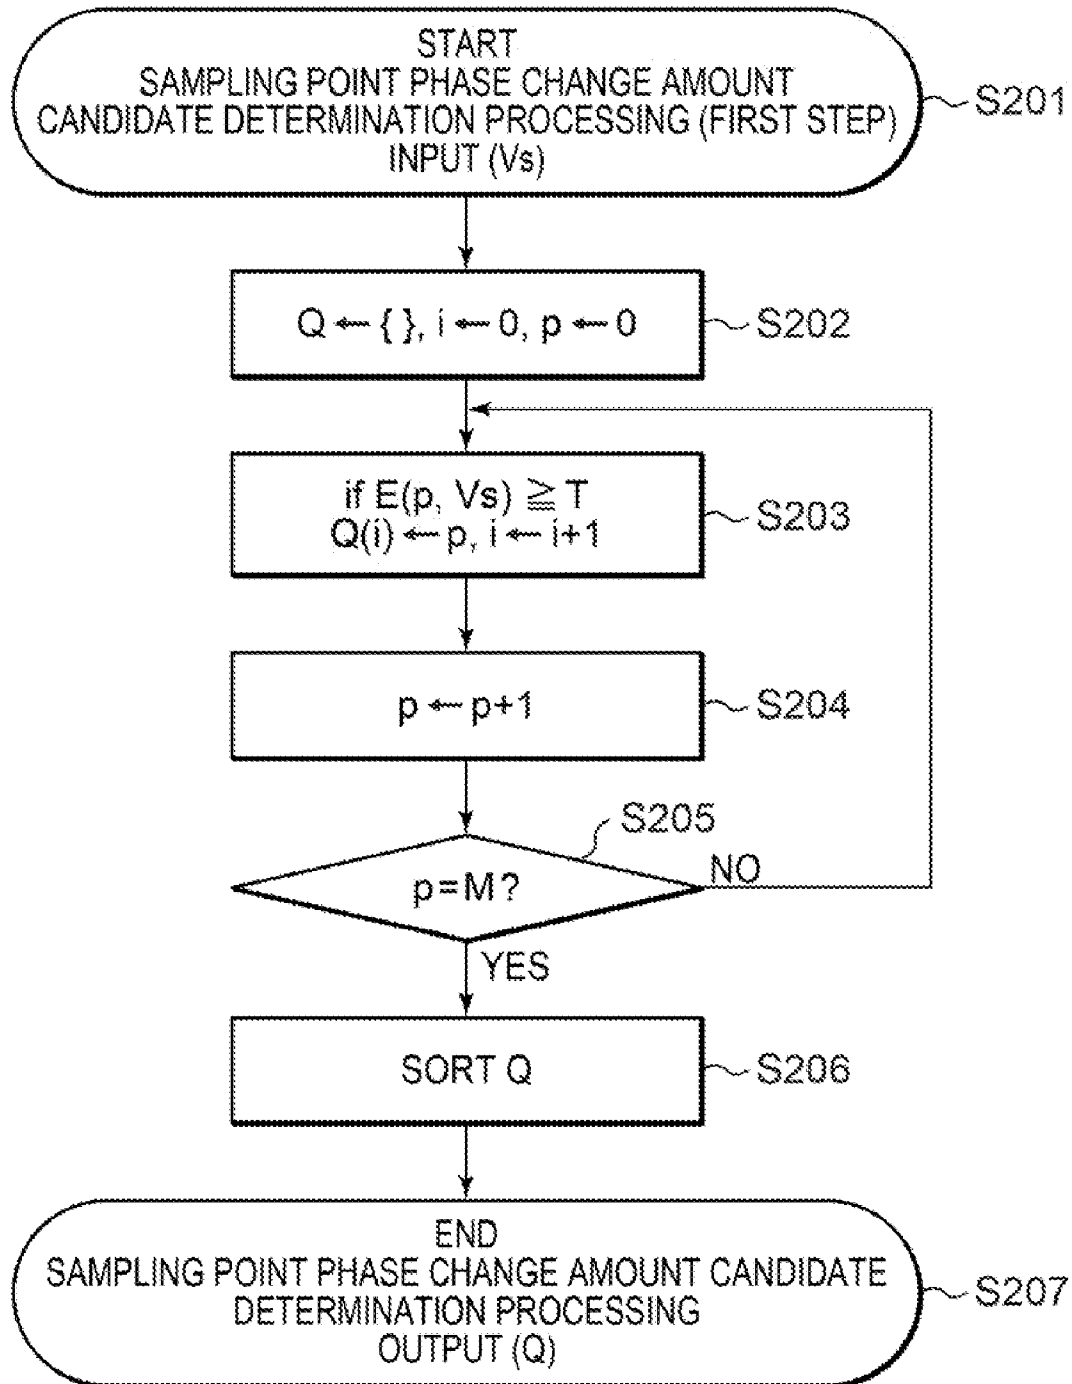 START
SAMPLING POINT PHASE CHANGE AMOUNT
CANDIDATE DETERMINATION PROCESSING (FIRST STEP)
INPUT (Vs)
S201
Q ← { }, i ← 0, p ← 0
S202
if E(p, Vs) ≧ T
Q(i) ← p, i ← i+1
S203
p ← p+1
S204
S205
p=M?
NO
YES
SORT Q
S206
END
SAMPLING POINT PHASE CHANGE AMOUNT CANDIDATE
DETERMINATION PROCESSING
OUTPUT (Q)
S207